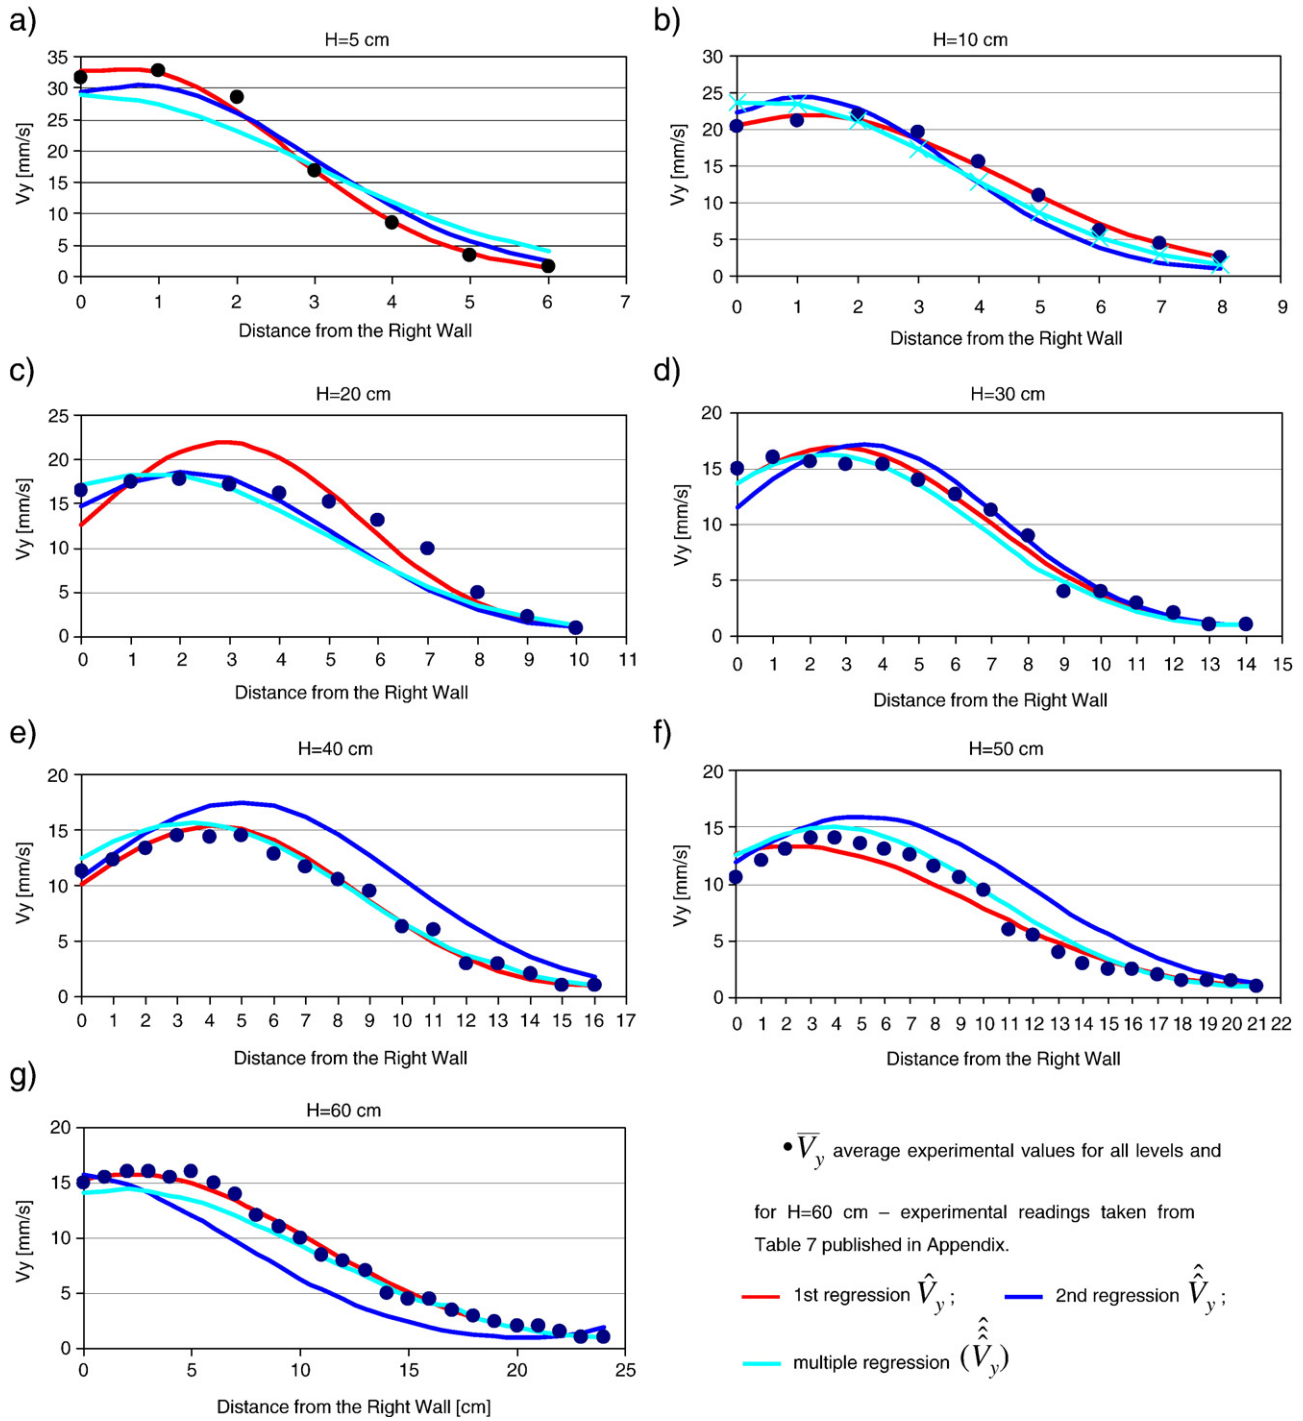 a)
H=5 cm
35
30
25
20
15
10
5
0
Vy [mm/s]
0 1 2 3 4 5 6 7
Distance from the Right Wall
b)
H=10 cm
30
25
20
15
10
5
0
Vy [mm/s]
0 1 2 3 4 5 6 7 8 9
Distance from the Right Wall
c)
H=20 cm
25
20
15
10
5
0
Vy [mm/s]
0 1 2 3 4 5 6 7 8 9 10 11
Distance from the Right Wall
d)
H=30 cm
20
15
10
5
0
Vy [mm/s]
0 1 2 3 4 5 6 7 8 9 10 11 12 13 14 15
Distance from the Right Wall
e)
H=40 cm
20
15
10
5
0
Vy [mm/s]
0 1 2 3 4 5 6 7 8 9 10 11 12 13 14 15 16 17
Distance from the Right Wall
f)
H=50 cm
20
15
10
5
0
Vy [mm/s]
0 1 2 3 4 5 6 7 8 9 10 11 12 13 14 15 16 17 18 19 20 21 22
Distance from the Right Wall
g)
H=60 cm
20
15
10
5
0
Vy [mm/s]
0 5 10 15 20 25
Distance from the Right Wall [cm]
• V̅y average experimental values for all levels and
for H=60 cm – experimental readings taken from
Table 7 published in Appendix.
1st regression V̂y ; 2nd regression V̂̂y ;
multiple regression (V̂̂̂y)